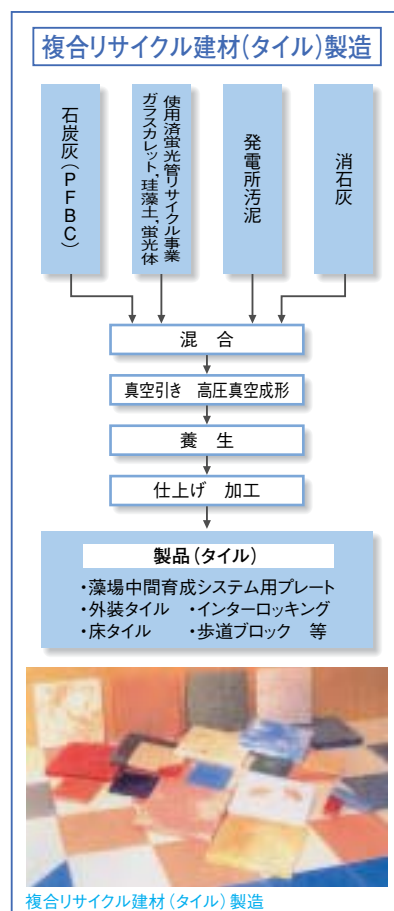 複合リサイクル建材(タイル)製造
石炭灰(PFBC)
使用済蛍光管リサイクル事業
ガラスカレット,珪藻土,蛍光体
発電所汚泥
消石灰
混　合
真空引き　高圧真空成形
養　生
仕上げ　加工
製品(タイル)
・藻場中間育成システム用プレート
・外装タイル　・インターロッキング
・床タイル　・歩道ブロック　等
複合リサイクル建材(タイル)製造